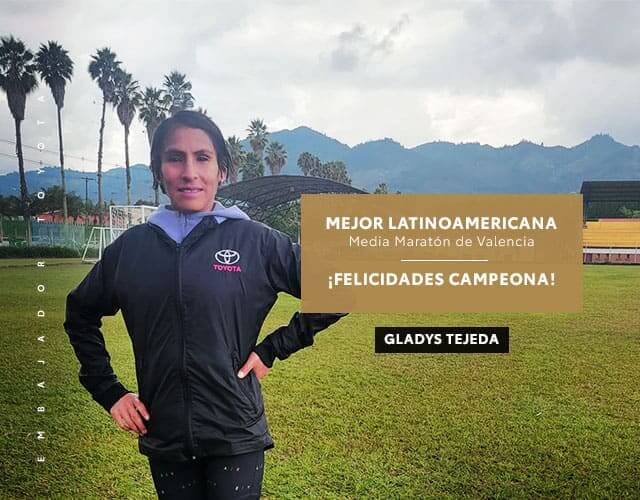 EMBAJADOR TOYOTA
TOYOTA
MEJOR LATINOAMERICANA
Media Maratón de Valencia
¡FELICIDADES CAMPEONA!
GLADYS TEJEDA